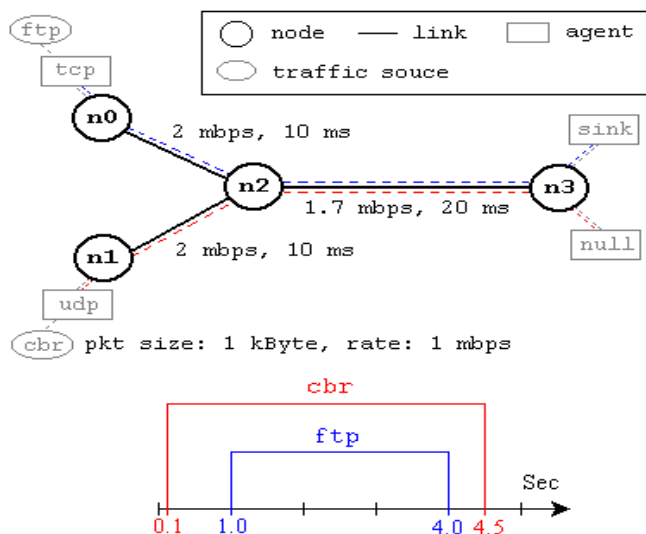 ftp
node
link
agent
traffic souce
tcp
n0
2 mbps, 10 ms
sink
n2
n3
1.7 mbps, 20 ms
n1
2 mbps, 10 ms
null
udp
cbr
pkt size: 1 kByte, rate: 1 mbps
cbr
ftp
Sec
0.1
1.0
4.0
4.5